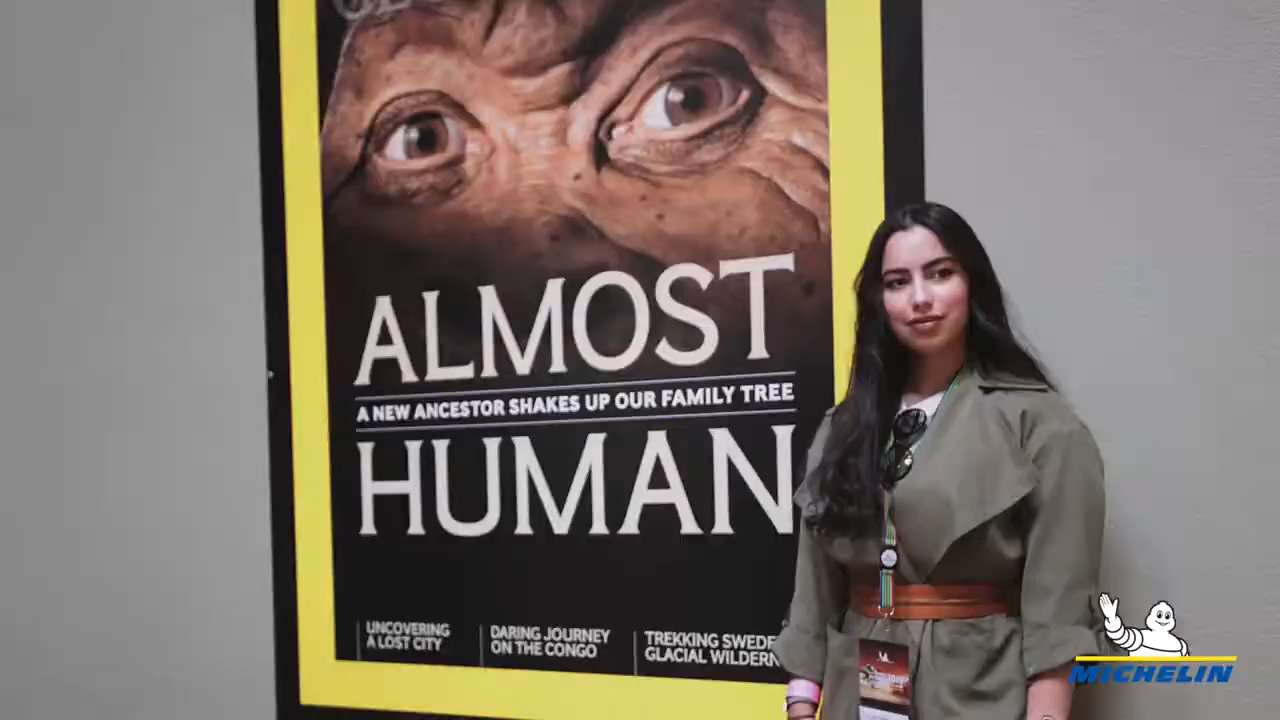 ALMOST
A NEW ANCESTOR SHAKES UP OUR FAMILY TREE
HUMAN
UNCOVERING
A LOST CITY
DARING JOURNEY
ON THE CONGO
TREKKING
GLACIAL
MICHELIN